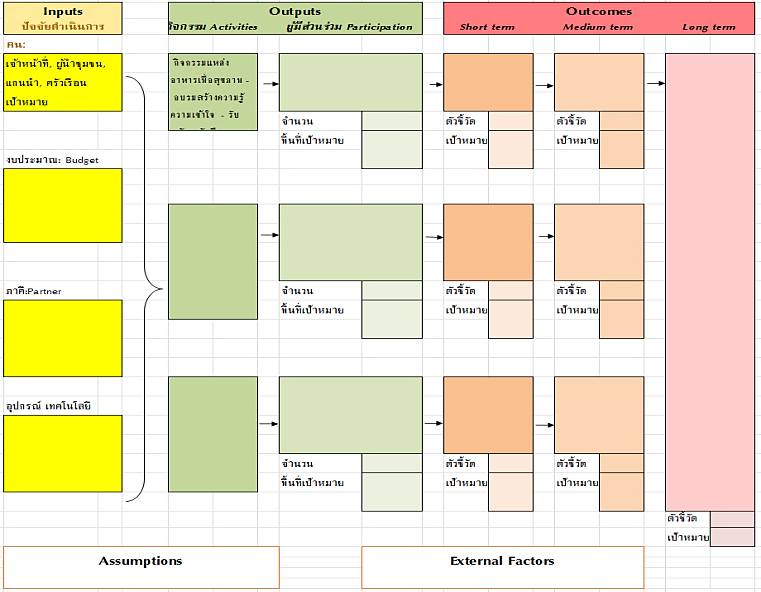 Inputs
ปัจจัยดำเนินการ
Outputs
กิจกรรม Activities ผู้มีส่วนร่วม Participation
Outcomes
Short term Medium term Long term
คน:
เจ้าหน้าที่, ผู้นำชุมชน,
แกนนำ, ครัวเรือน
เป้าหมาย
กิจกรรมแหล่ง
อาหารเพื่อสุขภาพ -
อบรมสร้างความรู้
ความเข้าใจ - รับ
จำนวน
พื้นที่เป้าหมาย
ตัวชี้วัด
เป้าหมาย
ตัวชี้วัด
เป้าหมาย
งบประมาณ: Budget
จำนวน
พื้นที่เป้าหมาย
ตัวชี้วัด
เป้าหมาย
ตัวชี้วัด
เป้าหมาย
ภาคี:Partner
อุปกรณ์ เทคโนโลยี
จำนวน
พื้นที่เป้าหมาย
ตัวชี้วัด
เป้าหมาย
ตัวชี้วัด
เป้าหมาย
ตัวชี้วัด
เป้าหมาย
Assumptions
External Factors